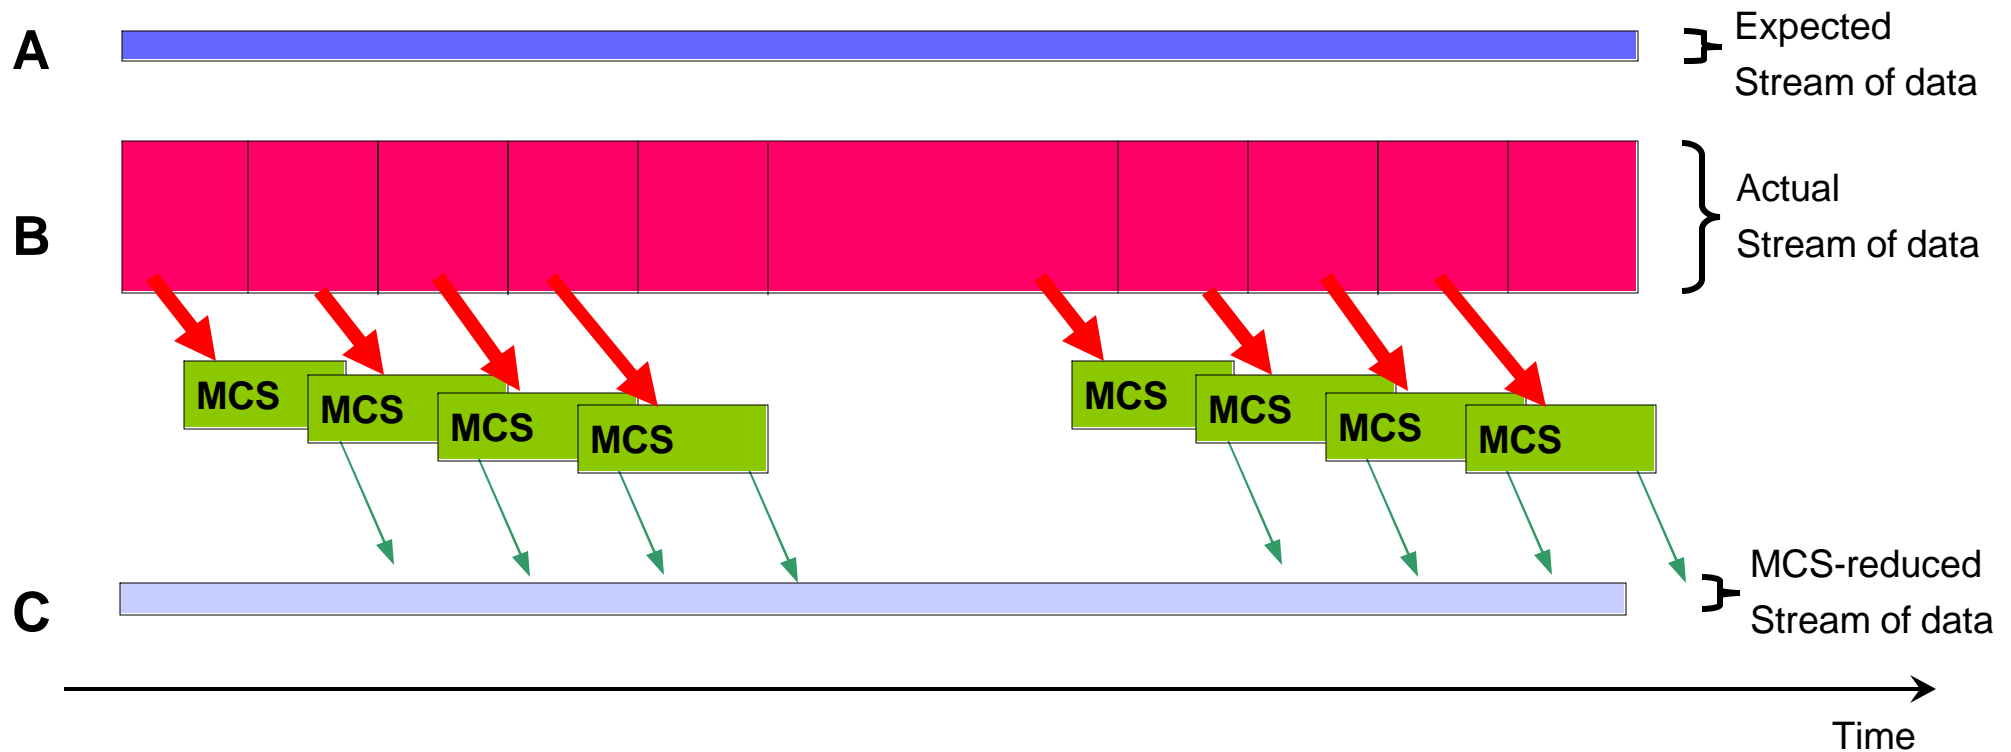 A
Expected
Stream of data
B
Actual
Stream of data
MCS
MCS
MCS
MCS
MCS
MCS
MCS
MCS
C
MCS-reduced
Stream of data
Time